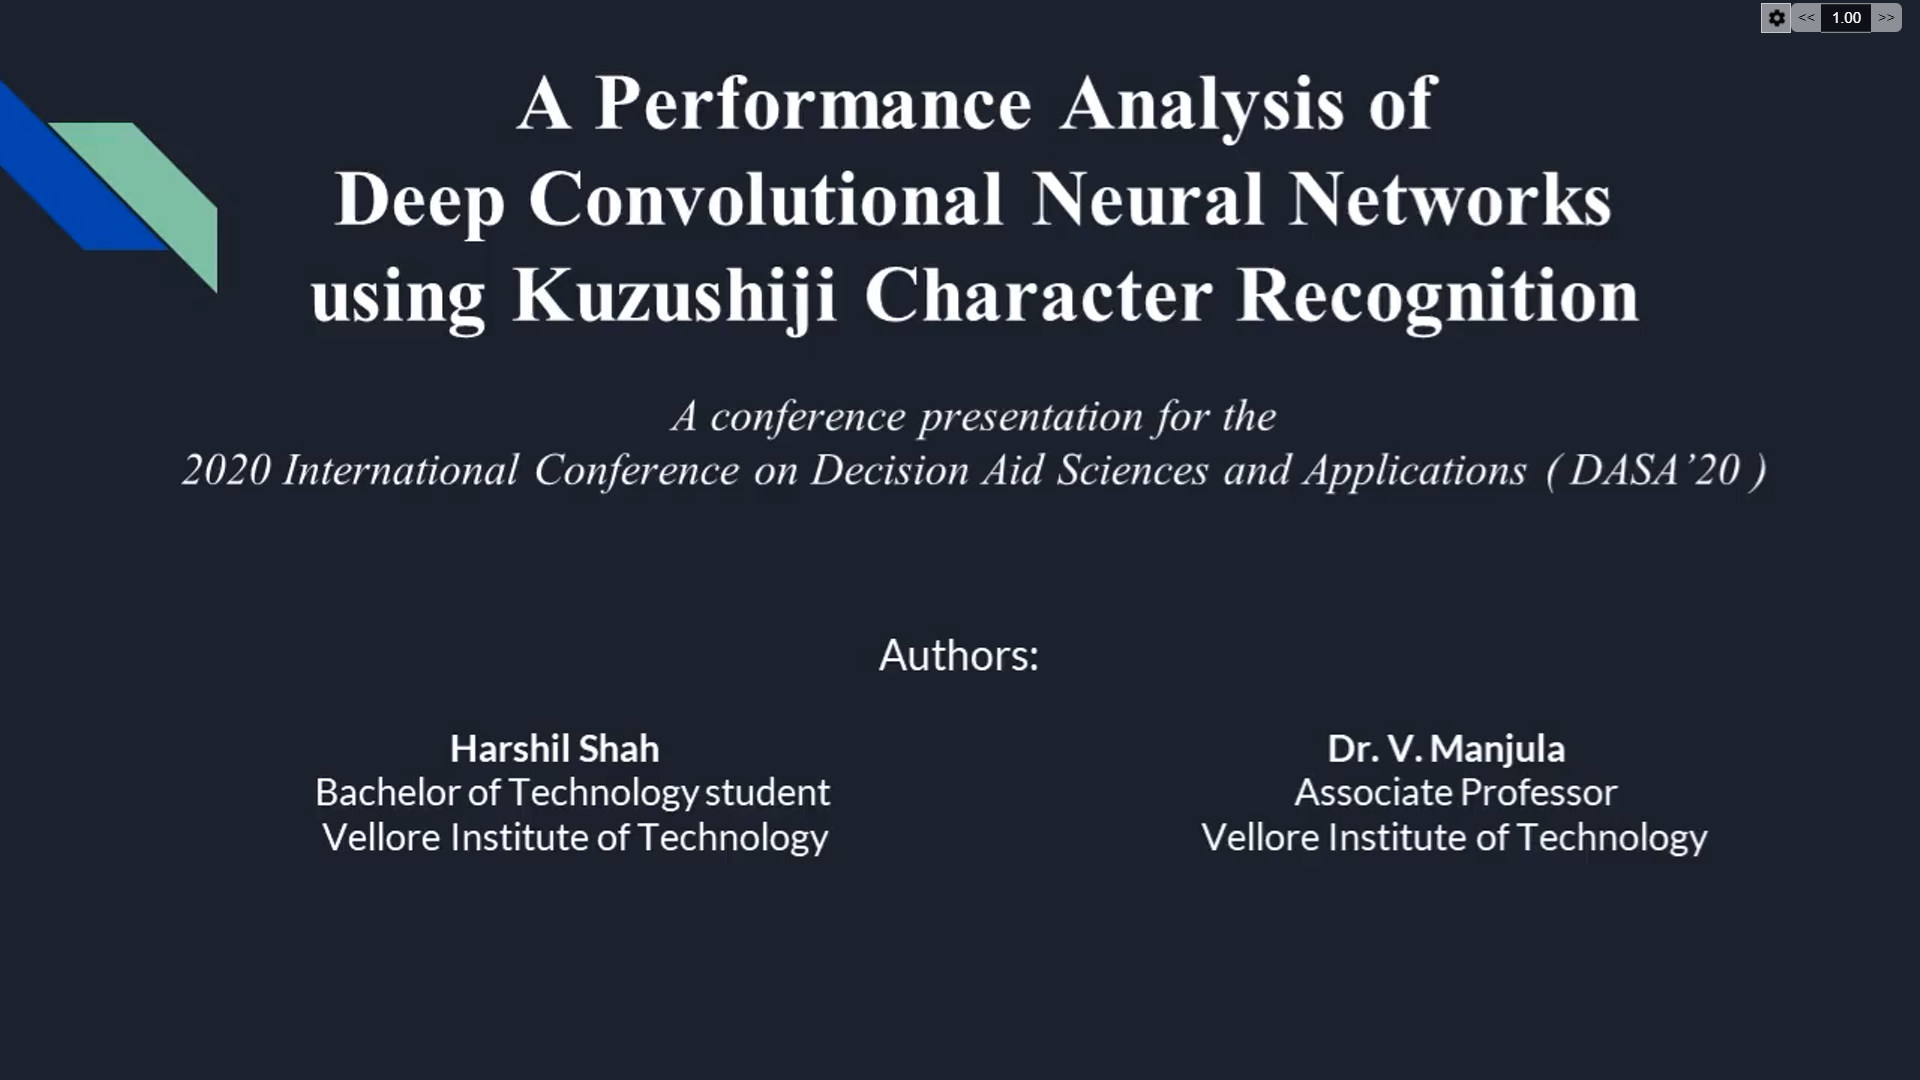 << 1.00 >>
A Performance Analysis of
Deep Convolutional Neural Networks
using Kuzushiji Character Recognition
A conference presentation for the
2020 International Conference on Decision Aid Sciences and Applications ( DASA’20 )
Authors:
Harshil Shah
Bachelor of Technology student
Vellore Institute of Technology
Dr. V. Manjula
Associate Professor
Vellore Institute of Technology